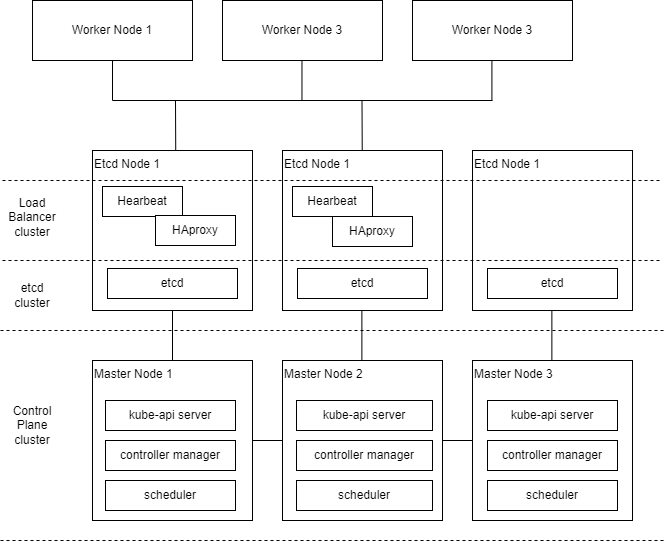 Worker Node 1
Worker Node 3
Worker Node 3
Etcd Node 1
Etcd Node 1
Etcd Node 1
Load
Balancer
cluster
Hearbeat
HAproxy
Hearbeat
HAproxy
etcd
cluster
etcd
etcd
etcd
Master Node 1
Master Node 2
Master Node 3
Control
Plane
cluster
kube-api server
kube-api server
kube-api server
controller manager
controller manager
controller manager
scheduler
scheduler
scheduler